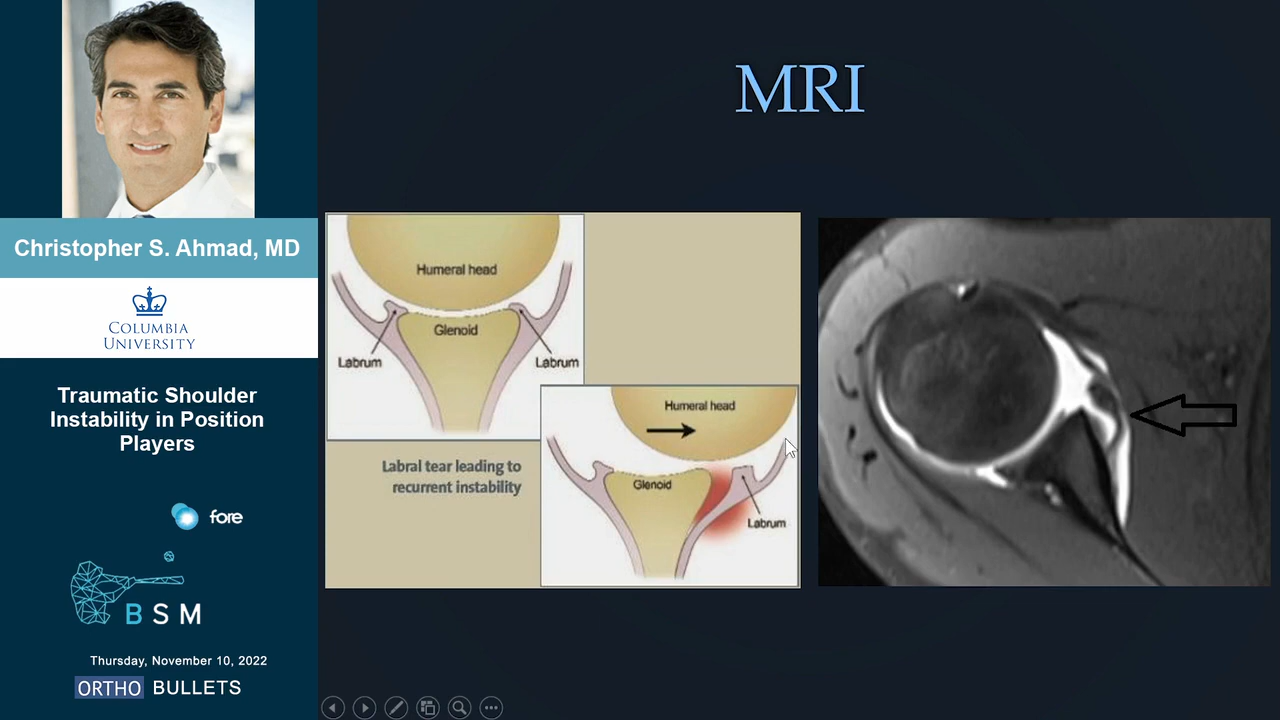 Christopher S. Ahmad, MD
COLUMBIA
UNIVERSITY
Traumatic Shoulder
Instability in Position
Players
fore
BSM
Thursday, November 10, 2022
ORTHO BULLETS
MRI
Humeral head
Glenoid
Labrum
Labrum
Humeral head
Labral tear leading to
recurrent instability
Glenoid
Labrum